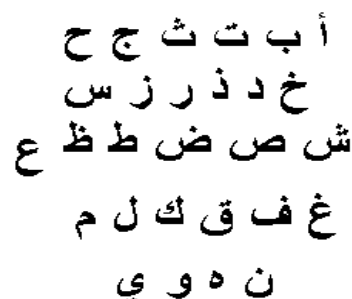 أ ب ت ث ج ح
خ د ذ ر ز س
ش ص ض ط ظ ع
غ ف ق ك ل م
ن ه و ي